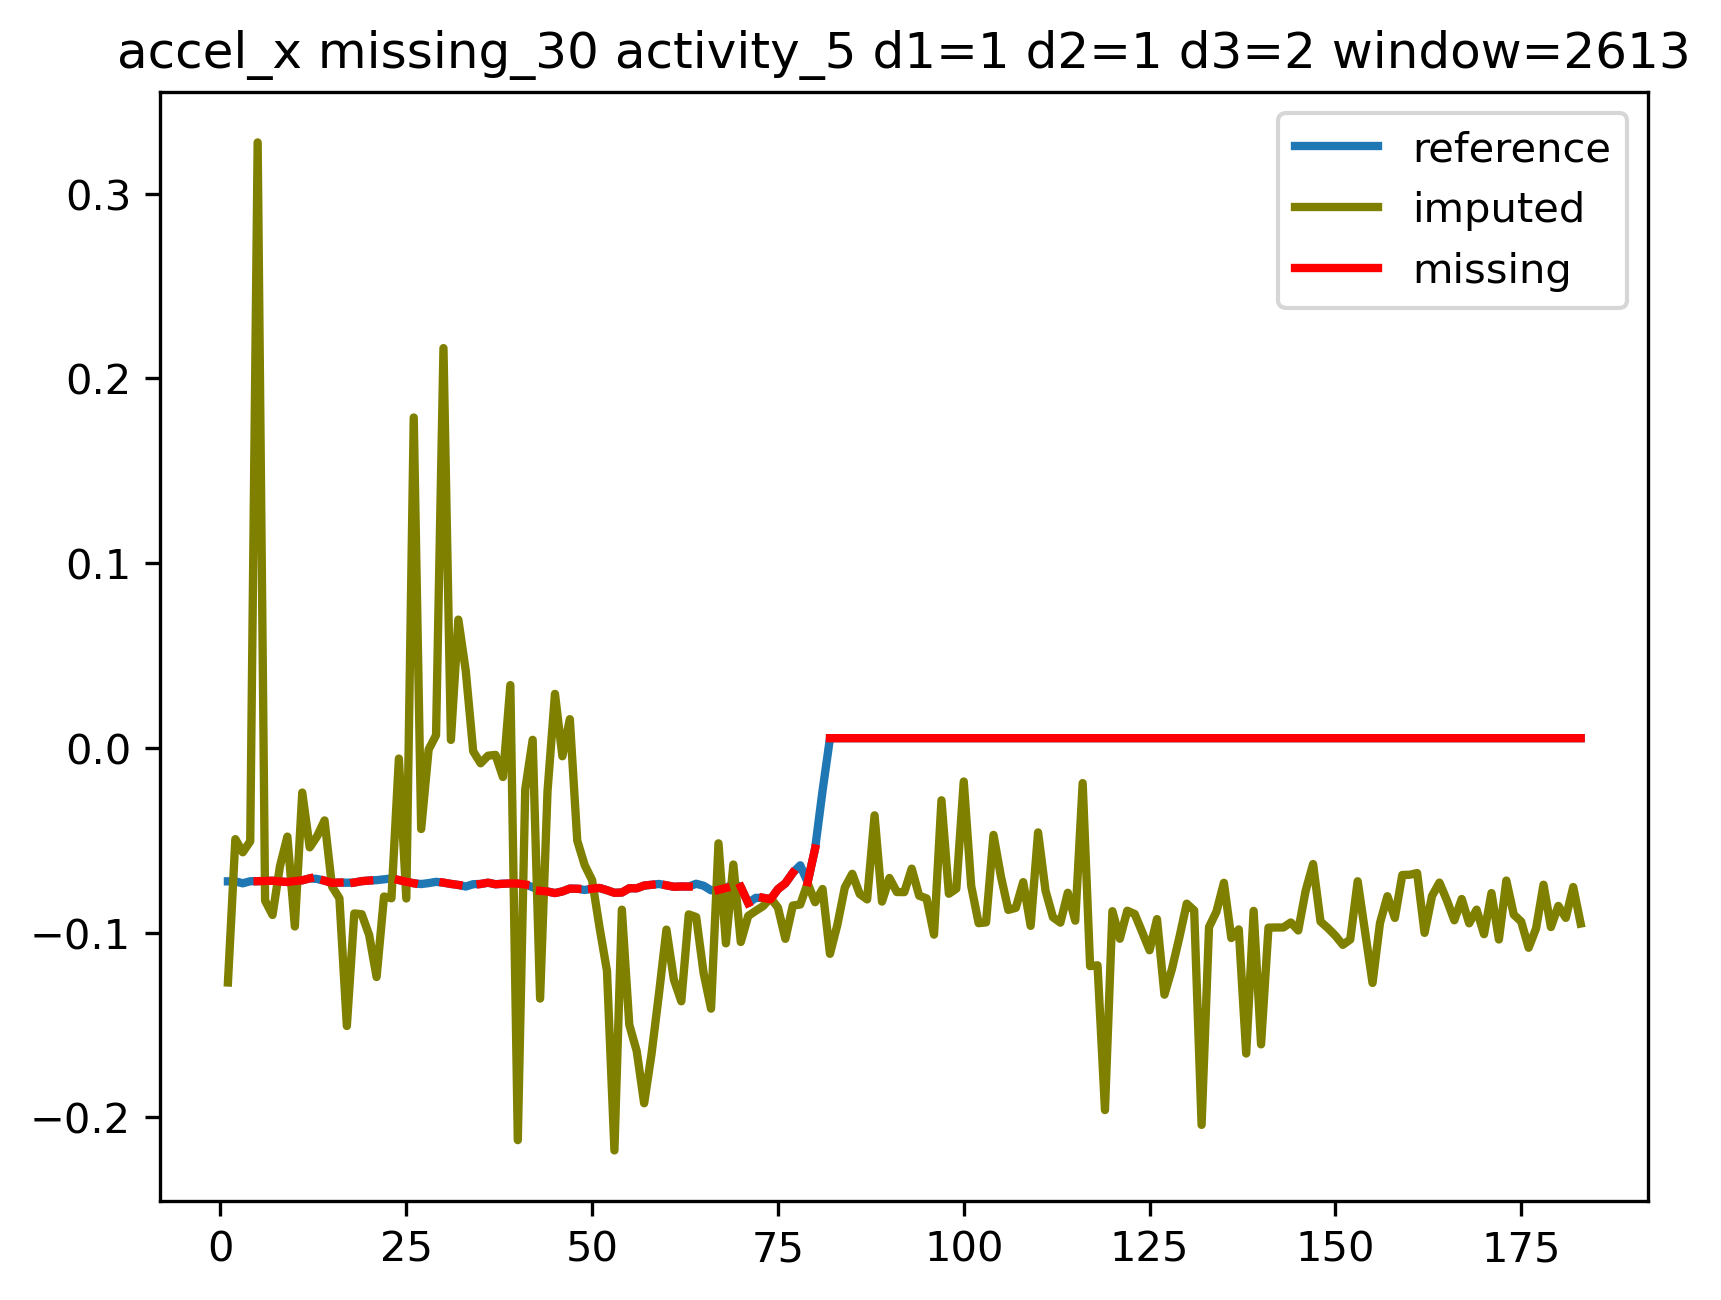 accel_x missing_30 activity_5 d1=1 d2=1 d3=2 window=2613
reference
imputed
missing
0.3
0.2
0.1
0.0
−0.1
−0.2
0 25 50 75 100 125 150 175